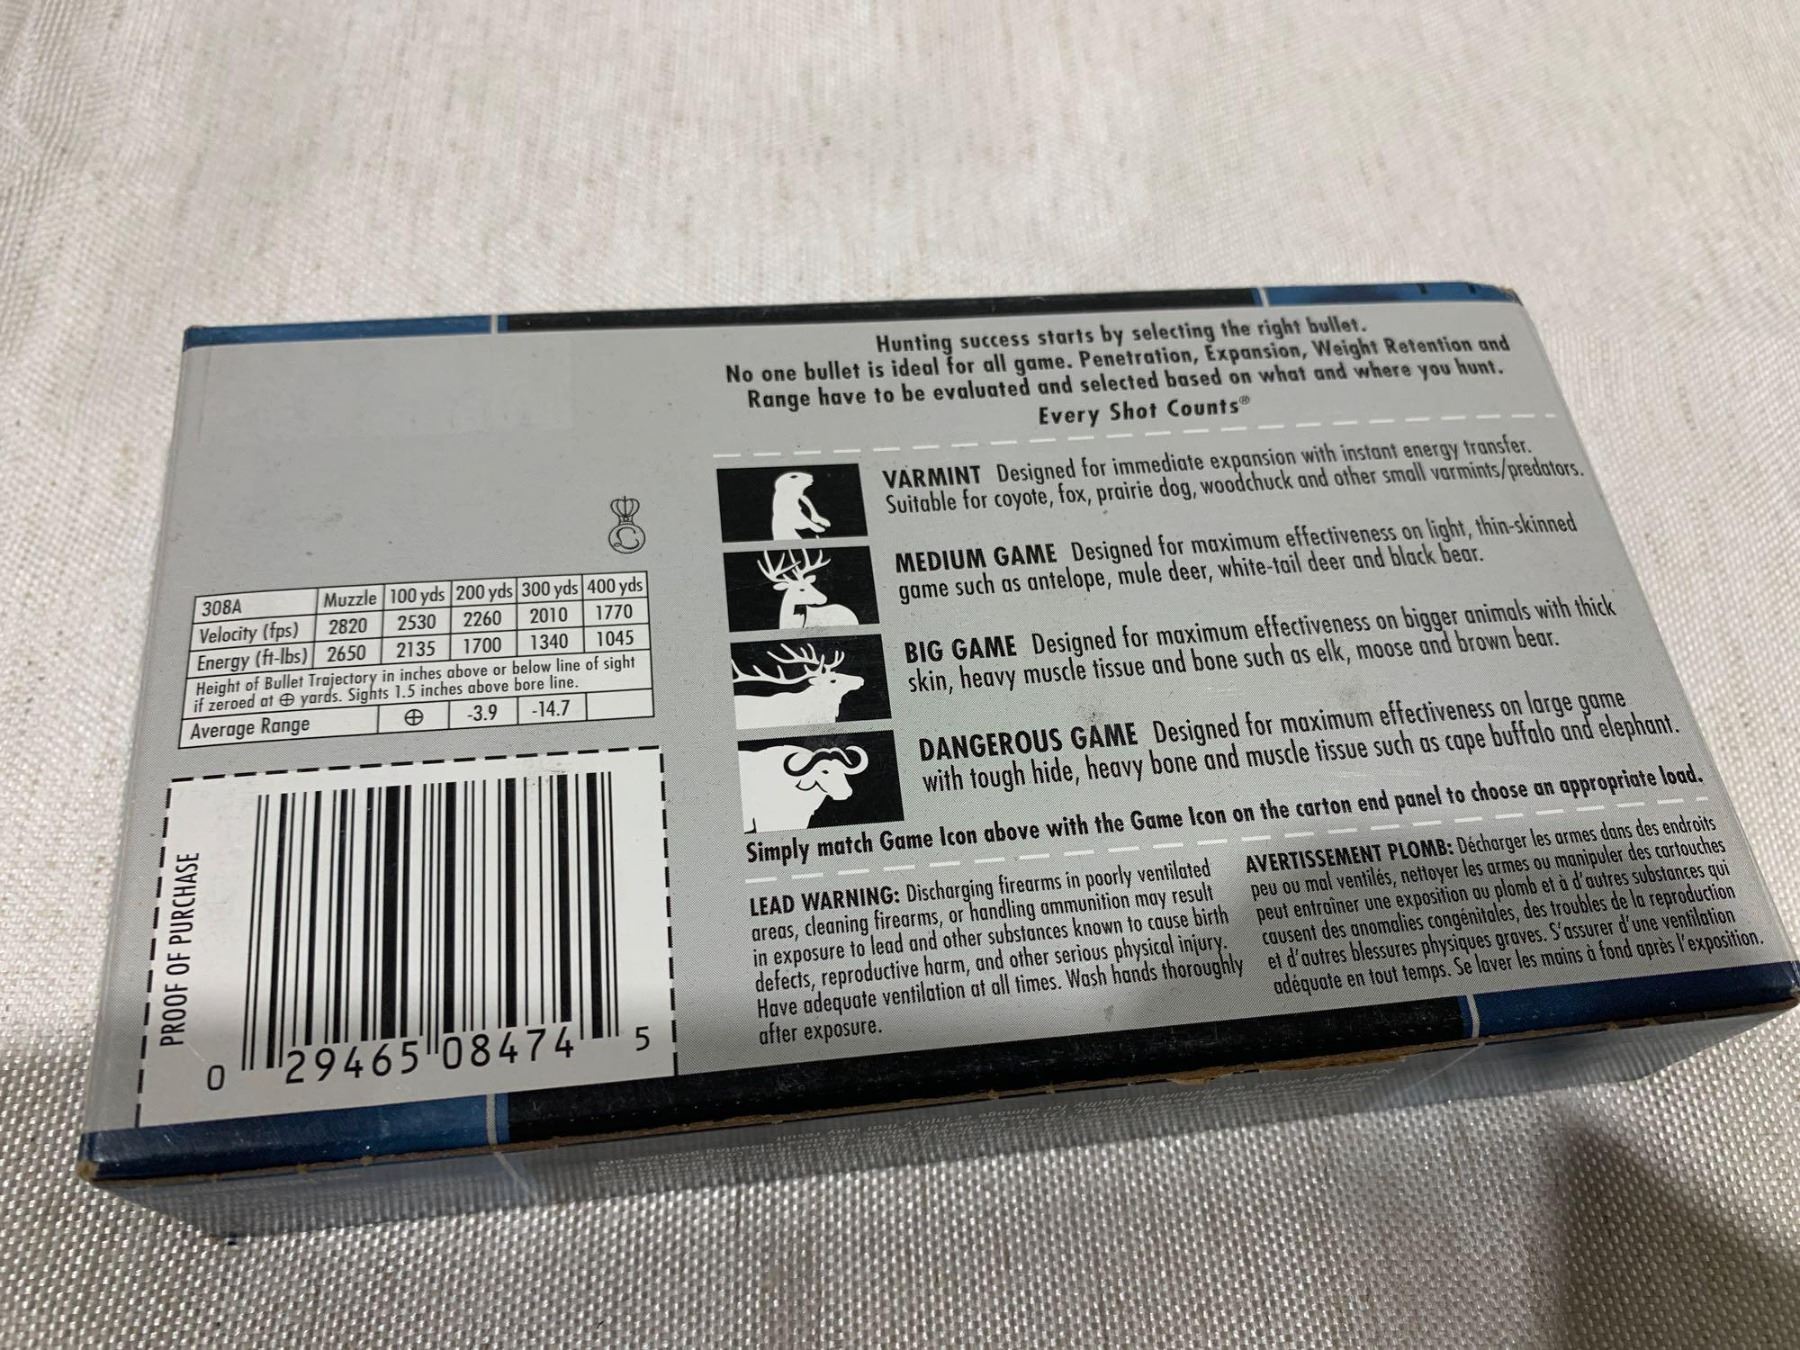 Hunting success starts by selecting the right bullet.
No one bullet is ideal for all game. Penetration, Expansion, Weight Retention and
Range have to be evaluated and selected based on what and where you hunt.
Every Shot Counts®
VARMINT Designed for immediate expansion with instant energy transfer.
Suitable for coyote, fox, prairie dog, woodchuck and other small varmints/predators.
MEDIUM GAME Designed for maximum effectiveness on light, thin-skinned
game such as antelope, mule deer, white-tail deer and black bear.
BIG GAME Designed for maximum effectiveness on bigger animals with thick
skin, heavy muscle tissue and bone such as elk, moose and brown bear.
DANGEROUS GAME Designed for maximum effectiveness on large game
with tough hide, heavy bone and muscle tissue such as cape buffalo and elephant.
Simply match Game Icon above with the Game Icon on the carton end panel to choose an appropriate load.
LEAD WARNING: Discharging firearms in poorly ventilated
areas, cleaning firearms, or handling ammunition may result
in exposure to lead and other substances known to cause birth
defects, reproductive harm, and other serious physical injury.
Have adequate ventilation at all times. Wash hands thoroughly
after exposure.
AVERTISSEMENT PLOMB: Décharger les armes dans des endroits
peu ou mal ventilés, nettoyer les armes ou manipuler des cartouches
peut entraîner une exposition au plomb et à d'autres substances qui
causent des anomalies congénitales, des troubles de la reproduction
et d'autres blessures physiques graves. S'assurer d'une ventilation
adéquate en tout temps. Se laver les mains à fond après l'exposition.
C
308A Muzzle 100 yds 200 yds 300 yds 400 yds
Velocity (fps) 2820 2530 2260 2010 1770
Energy (ft-lbs) 2650 2135 1700 1340 1045
Height of Bullet Trajectory in inches above or below line of sight
if zeroed at ⊕ yards. Sights 1.5 inches above bore line.
Average Range ⊕ -3.9 -14.7
PROOF OF PURCHASE
0 29465 08474 5